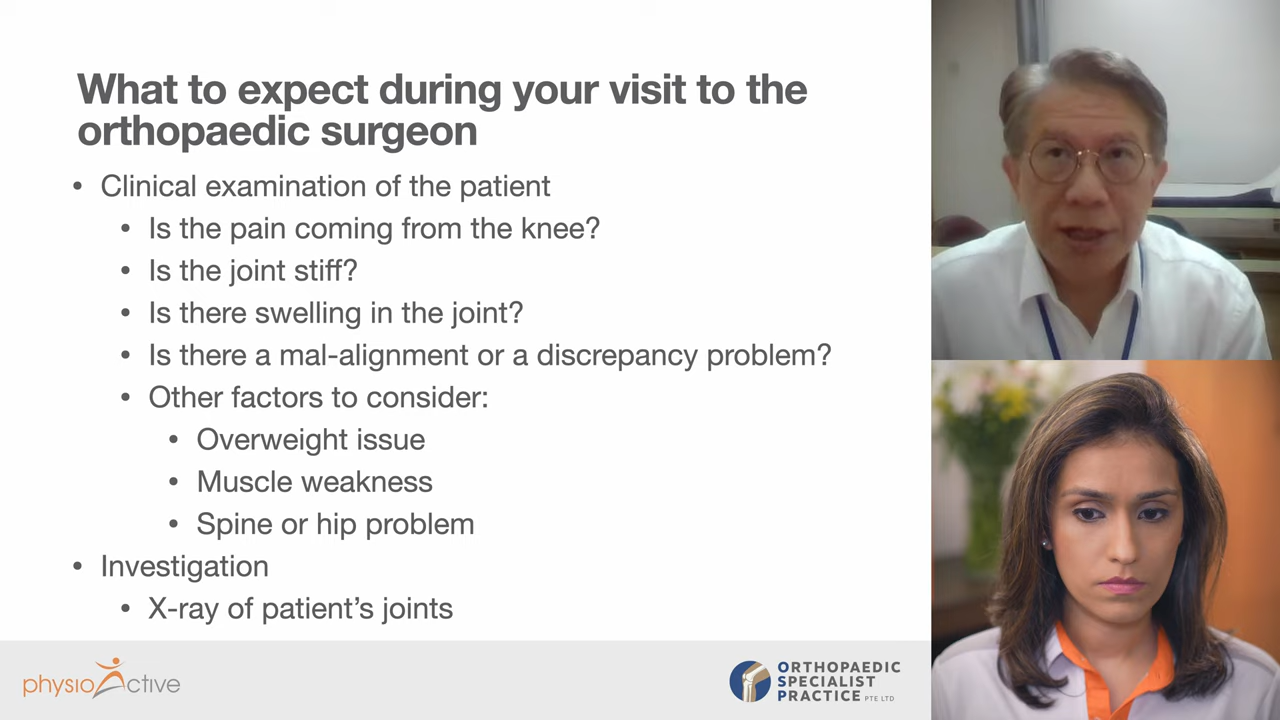 What to expect during your visit to the
orthopaedic surgeon
• Clinical examination of the patient
• Is the pain coming from the knee?
• Is the joint stiff?
• Is there swelling in the joint?
• Is there a mal-alignment or a discrepancy problem?
• Other factors to consider:
• Overweight issue
• Muscle weakness
• Spine or hip problem
• Investigation
• X-ray of patient’s joints
physioActive
ORTHOPAEDIC
SPECIALIST
PRACTICE PTE LTD